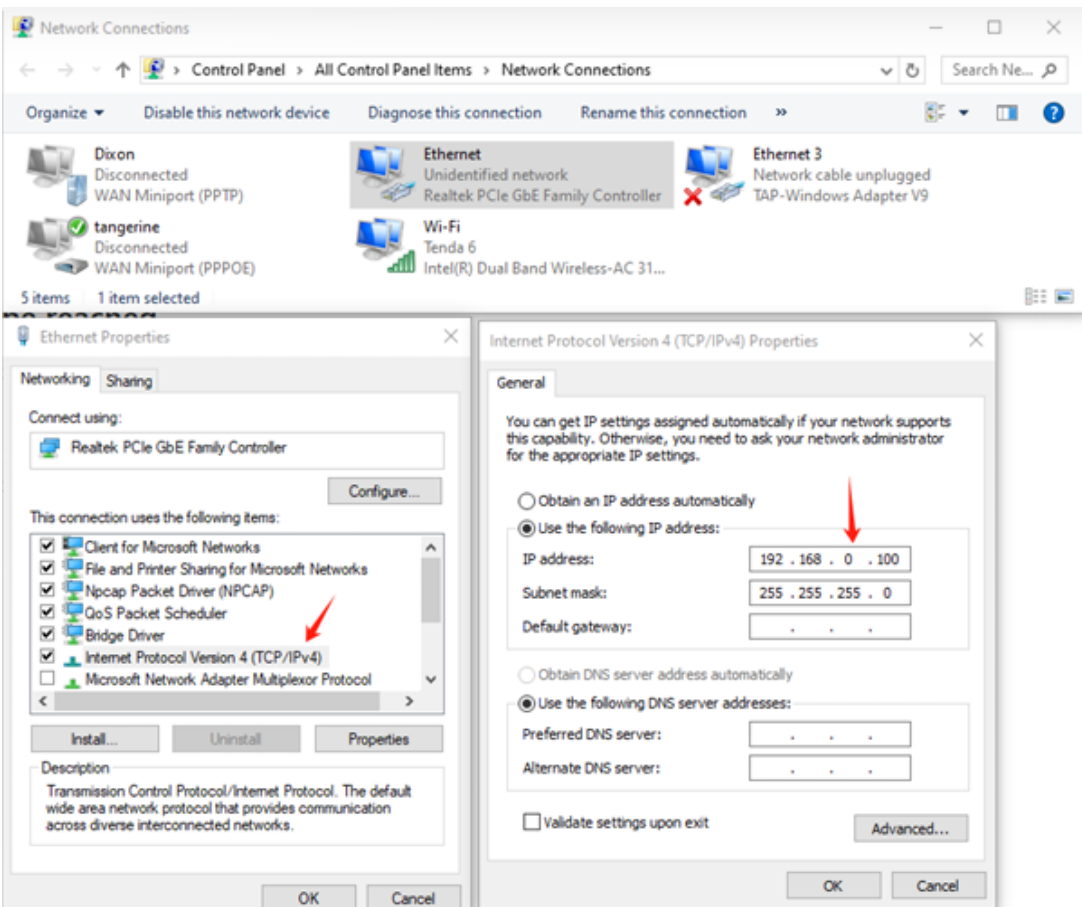 Network Connections
Control Panel > All Control Panel Items > Network Connections
Search Ne...
Organize
Disable this network device
Diagnose this connection
Rename this connection
»
Dixon
Disconnected
WAN Miniport (PPTP)
Ethernet
Unidentified network
Realtek PCIe GbE Family Controller
Ethernet 3
Network cable unplugged
TAP-Windows Adapter V9
tangerine
Disconnected
WAN Miniport (PPPOE)
Wi-Fi
Tenda 6
Intel(R) Dual Band Wireless-AC 31...
5 items
1 item selected
Ethernet Properties
Networking
Sharing
Connect using:
Realtek PCIe GbE Family Controller
Configure...
This connection uses the following items:
Client for Microsoft Networks
File and Printer Sharing for Microsoft Networks
Npcap Packet Driver (NPCAP)
QoS Packet Scheduler
Bridge Driver
Internet Protocol Version 4 (TCP/IPv4)
Microsoft Network Adapter Multiplexor Protocol
Install...
Uninstall
Properties
Description
Transmission Control Protocol/Internet Protocol. The default
wide area network protocol that provides communication
across diverse interconnected networks.
OK
Cancel
Internet Protocol Version 4 (TCP/IPv4) Properties
General
You can get IP settings assigned automatically if your network supports
this capability. Otherwise, you need to ask your network administrator
for the appropriate IP settings.
Obtain an IP address automatically
Use the following IP address:
IP address: 192 . 168 . 0 . 100
Subnet mask: 255 . 255 . 255 . 0
Default gateway: . . .
Obtain DNS server address automatically
Use the following DNS server addresses:
Preferred DNS server: . . .
Alternate DNS server: . . .
Validate settings upon exit
Advanced...
OK
Cancel